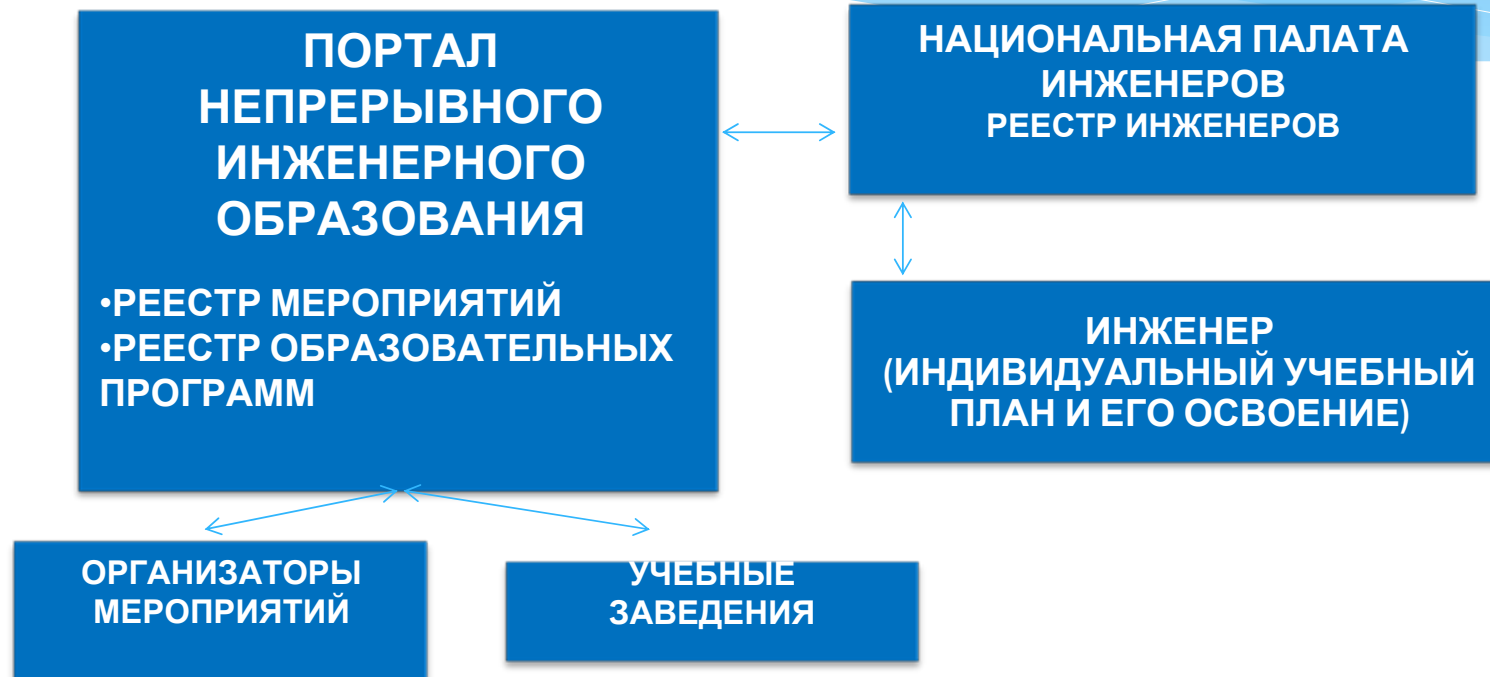 ПОРТАЛ
НЕПРЕРЫВНОГО
ИНЖЕНЕРНОГО
ОБРАЗОВАНИЯ
•РЕЕСТР МЕРОПРИЯТИЙ
•РЕЕСТР ОБРАЗОВАТЕЛЬНЫХ
ПРОГРАММ
НАЦИОНАЛЬНАЯ ПАЛАТА
ИНЖЕНЕРОВ
РЕЕСТР ИНЖЕНЕРОВ
ИНЖЕНЕР
(ИНДИВИДУАЛЬНЫЙ УЧЕБНЫЙ
ПЛАН И ЕГО ОСВОЕНИЕ)
ОРГАНИЗАТОРЫ
МЕРОПРИЯТИЙ
УЧЕБНЫЕ
ЗАВЕДЕНИЯ